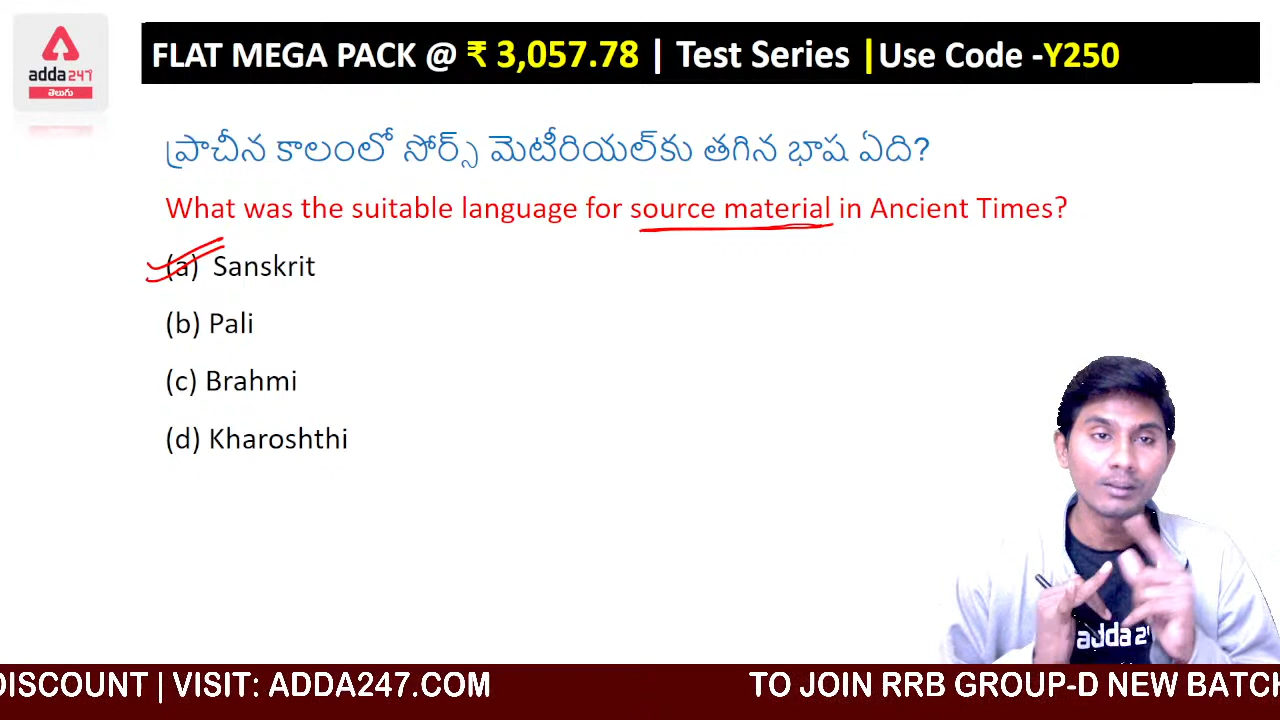 FLAT MEGA PACK @ ₹ 3,057.78 | Test Series |Use Code -Y250
adda247
తెలుగు
ప్రాచీన కాలంలో సోర్స్ మెటీరియల్‌కు తగిన భాష ఏది?
What was the suitable language for source material in Ancient Times?
(a) Sanskrit
(b) Pali
(c) Brahmi
(d) Kharoshthi
adda 2
DISCOUNT | VISIT: ADDA247.COM TO JOIN RRB GROUP-D NEW BATCH